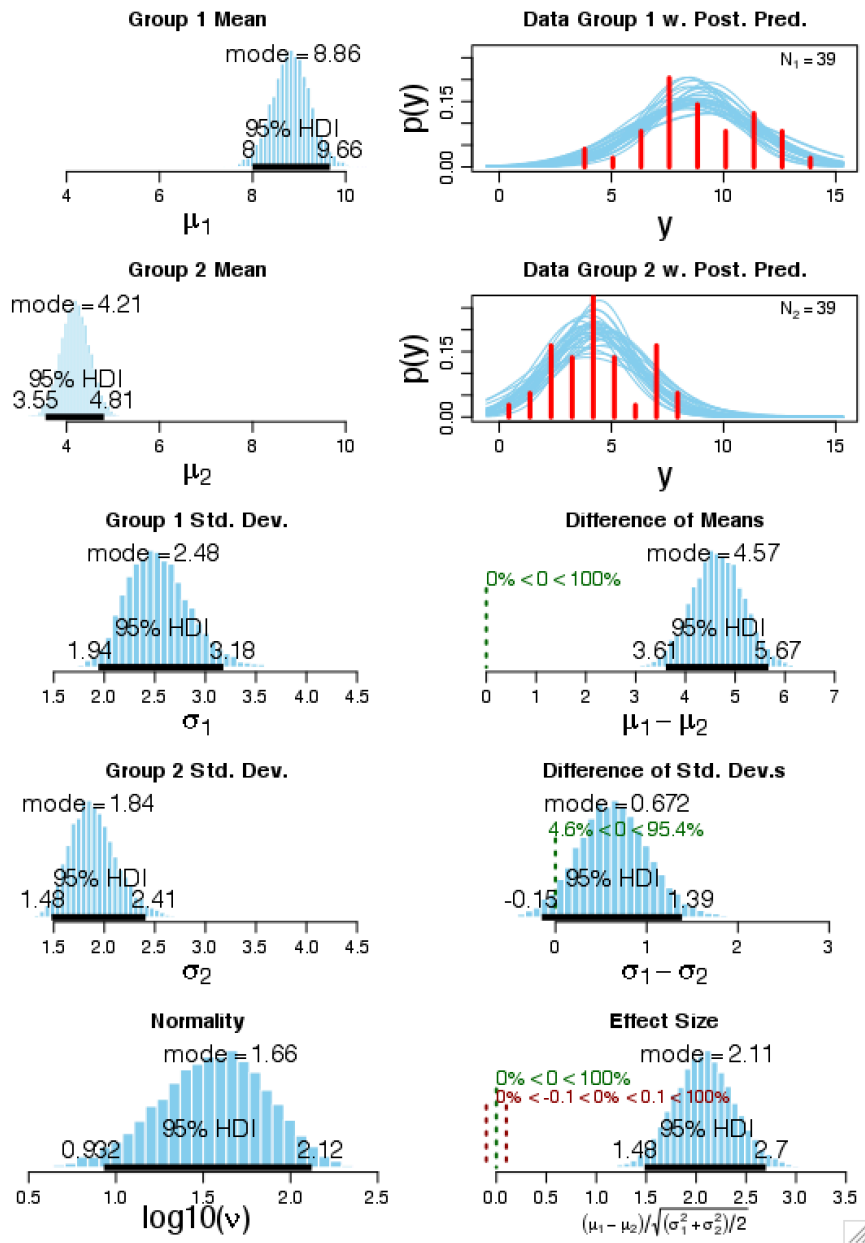 Group 1 Mean
mode = 8.86
95% HDI
8 9.66
4 6 8 10
μ1
Data Group 1 w. Post. Pred.
N1 = 39
p(y)
0.00 0.15
0 5 10 15
y
Group 2 Mean
mode = 4.21
95% HDI
3.55 4.81
4 6 8 10
μ2
Data Group 2 w. Post. Pred.
N2 = 39
p(y)
0.00 0.15
0 5 10 15
y
Group 1 Std. Dev.
mode = 2.48
95% HDI
1.94 3.18
1.5 2.0 2.5 3.0 3.5 4.0 4.5
σ1
Difference of Means
mode = 4.57
0% < 0 < 100%
95% HDI
3.61 5.67
0 1 2 3 4 5 6 7
μ1 − μ2
Group 2 Std. Dev.
mode = 1.84
95% HDI
1.48 2.41
1.5 2.0 2.5 3.0 3.5 4.0 4.5
σ2
Difference of Std. Dev.s
mode = 0.672
4.6% < 0 < 95.4%
95% HDI
-0.15 1.39
0 1 2 3
σ1 − σ2
Normality
mode = 1.66
95% HDI
0.932 2.12
0.5 1.0 1.5 2.0 2.5
log10(ν)
Effect Size
mode = 2.11
0% < 0 < 100%
0% < -0.1 < 0% < 0.1 < 100%
95% HDI
1.48 2.7
0.0 0.5 1.0 1.5 2.0 2.5 3.0 3.5
(μ1 − μ2)/√(σ1² + σ2²)/2